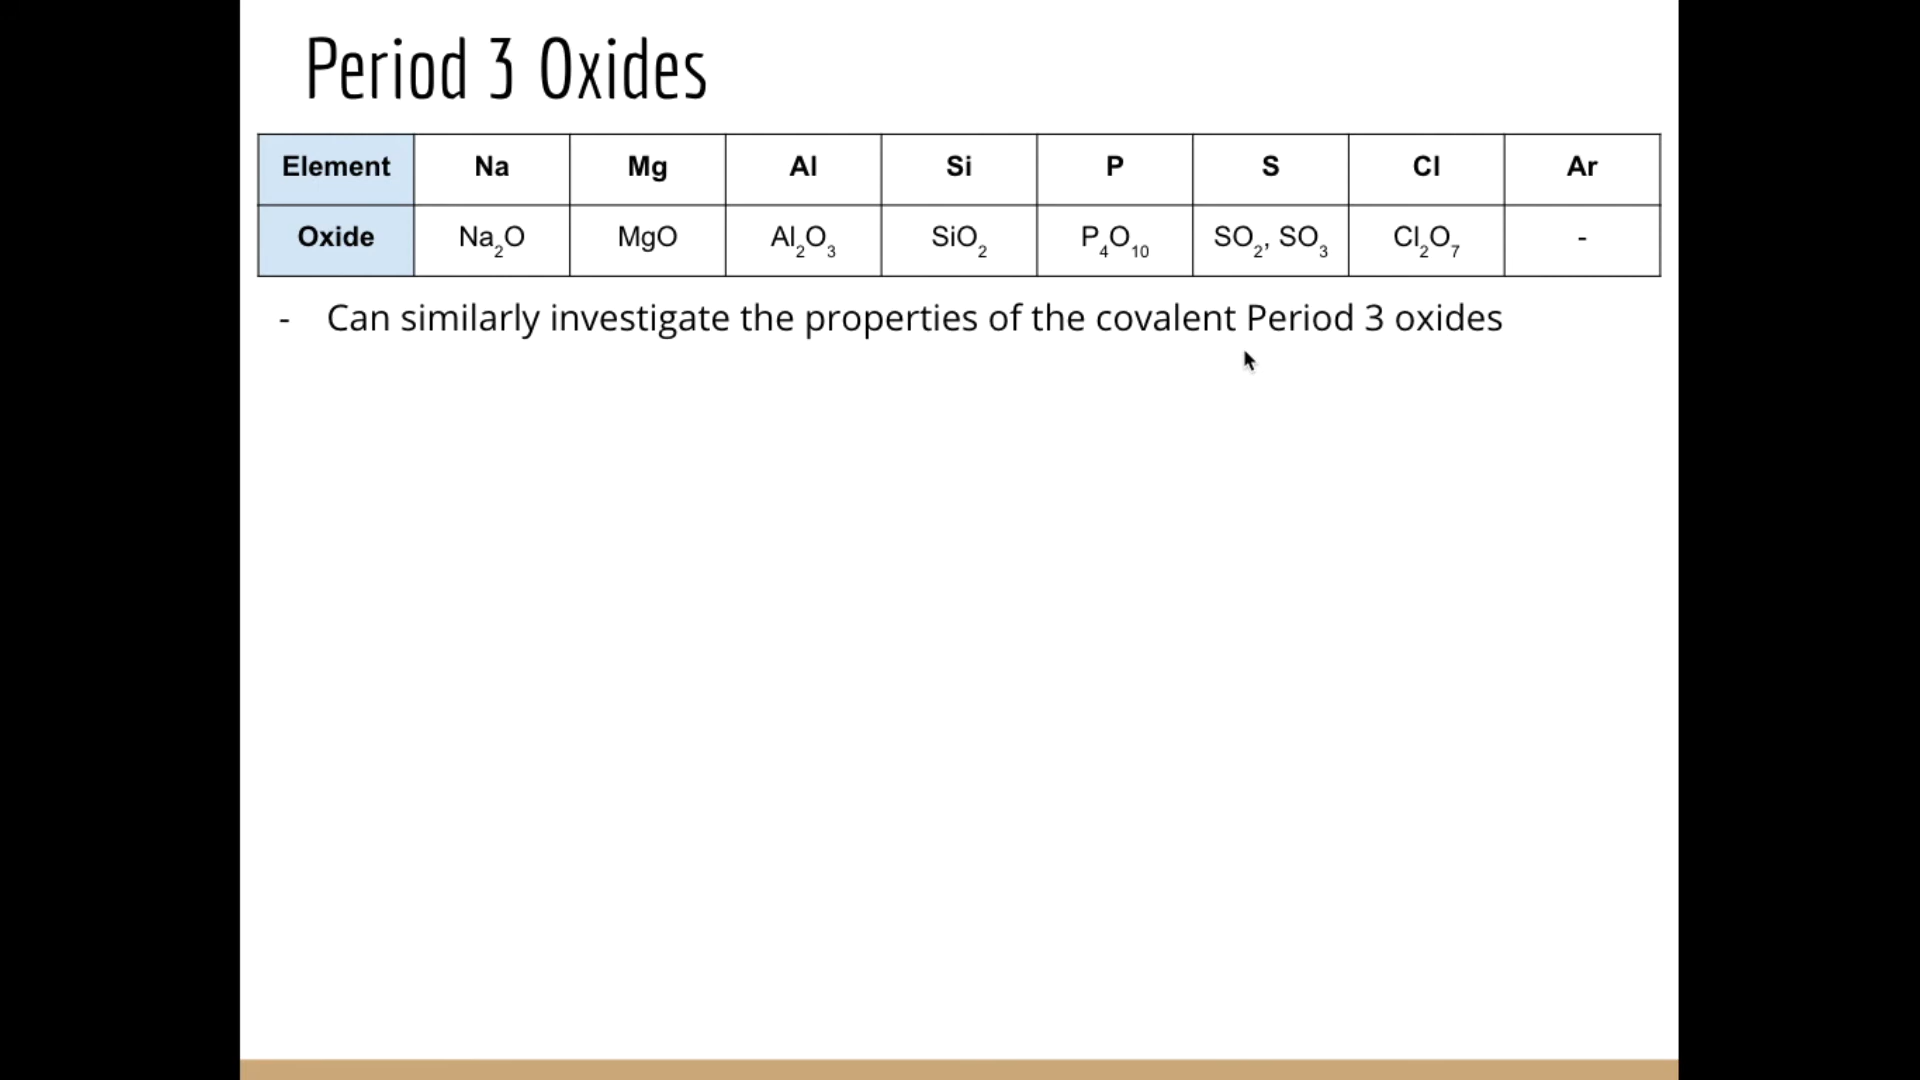 Period 3 Oxides
Element Na Mg Al Si P S Cl Ar
Oxide Na₂O MgO Al₂O₃ SiO₂ P₄O₁₀ SO₂, SO₃ Cl₂O₇ -
- Can similarly investigate the properties of the covalent Period 3 oxides